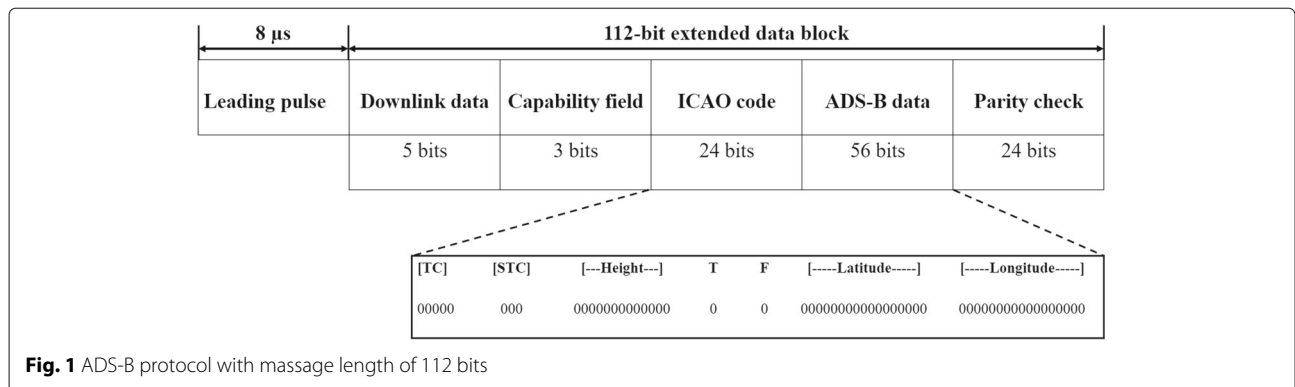 8 µs 112-bit extended data block
Leading pulse Downlink data Capability field ICAO code ADS-B data Parity check
5 bits 3 bits 24 bits 56 bits 24 bits
[TC] [STC] [---Height---] T F [-----Latitude-----] [-----Longitude-----]
00000 000 0000000000000 0 0 00000000000000000 00000000000000000
Fig. 1 ADS-B protocol with massage length of 112 bits